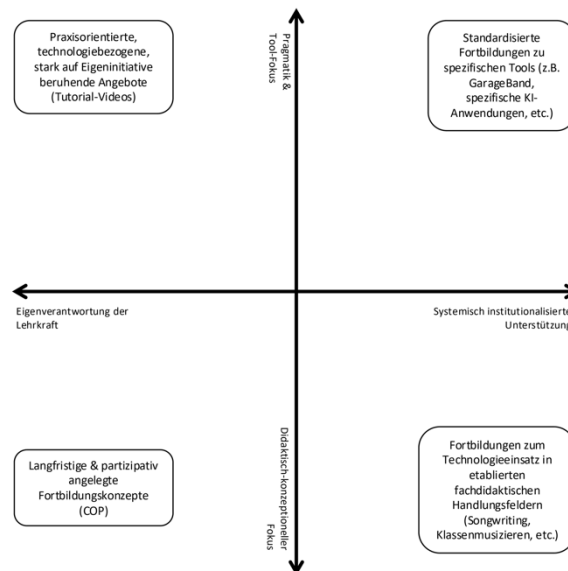 Praxisorientierte,
technologiebezogene,
stark auf Eigeninitiative
beruhende Angebote
(Tutorial-Videos)
Pragmatik &
Tool-Fokus
Standardisierte
Fortbildungen zu
spezifischen Tools (z.B.
GarageBand,
spezifische KI-
Anwendungen, etc.)
Eigenverantwortung der
Lehrkraft
Systemisch institutionalisierte
Unterstützung
Langfristige & partizipativ
angelegte
Fortbildungskonzepte
(COP)
Didaktisch-konzeptioneller
Fokus
Fortbildungen zum
Technologieeinsatz in
etablierten
fachdidaktischen
Handlungsfeldern
(Songwriting,
Klassenmusizieren, etc.)